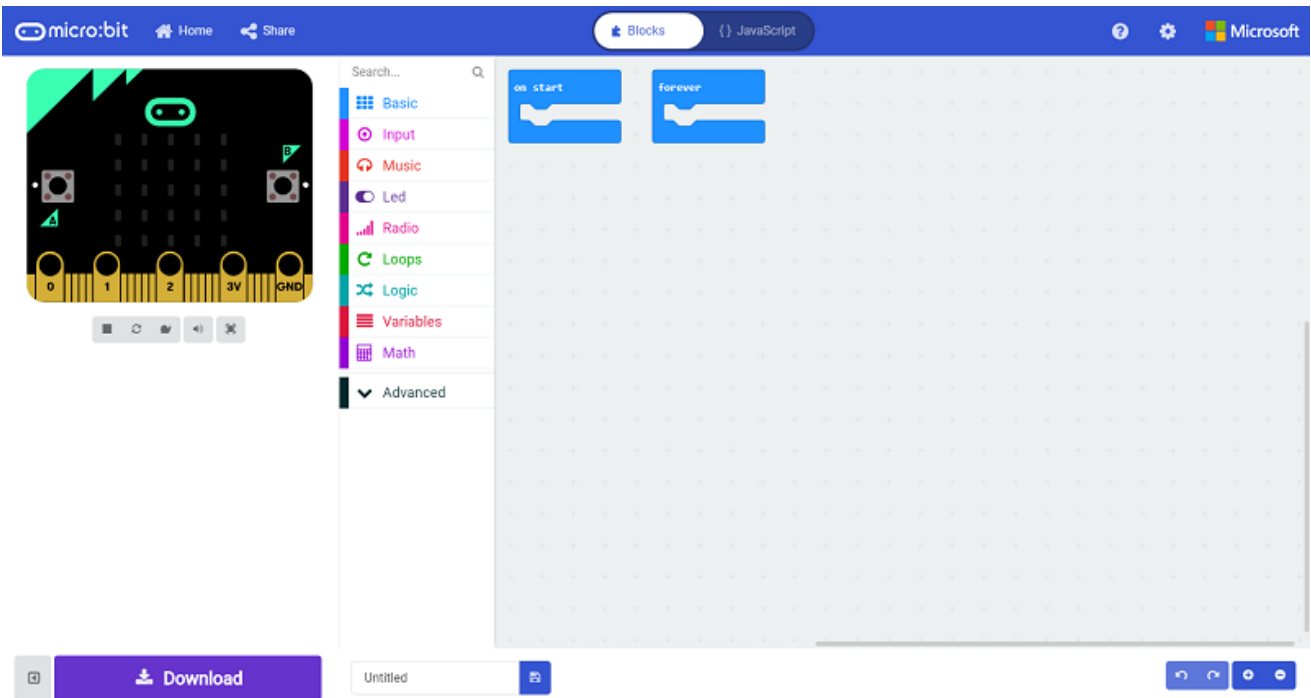 micro:bit Home Share Blocks {} JavaScript ? Microsoft
Search...
Basic
Input
Music
Led
Radio
Loops
Logic
Variables
Math
Advanced
on start
forever
B
A
0 1 2 3V GND
Download
Untitled